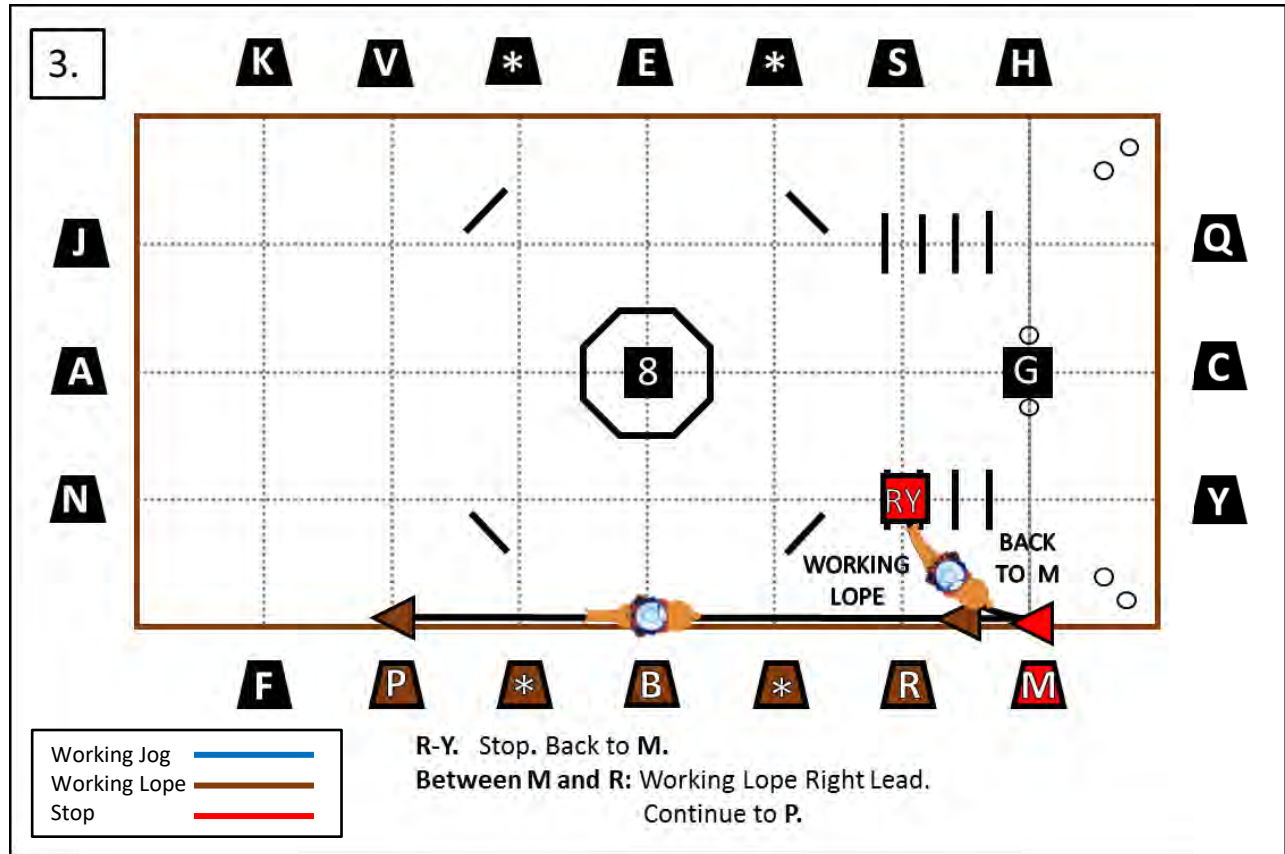 3.
K V * E * S H
J Q
A 8 G C
N RY Y
BACK
TO M
WORKING
LOPE
F P * B * R M
Working Jog
Working Lope
Stop
R-Y. Stop. Back to M.
Between M and R: Working Lope Right Lead.
Continue to P.